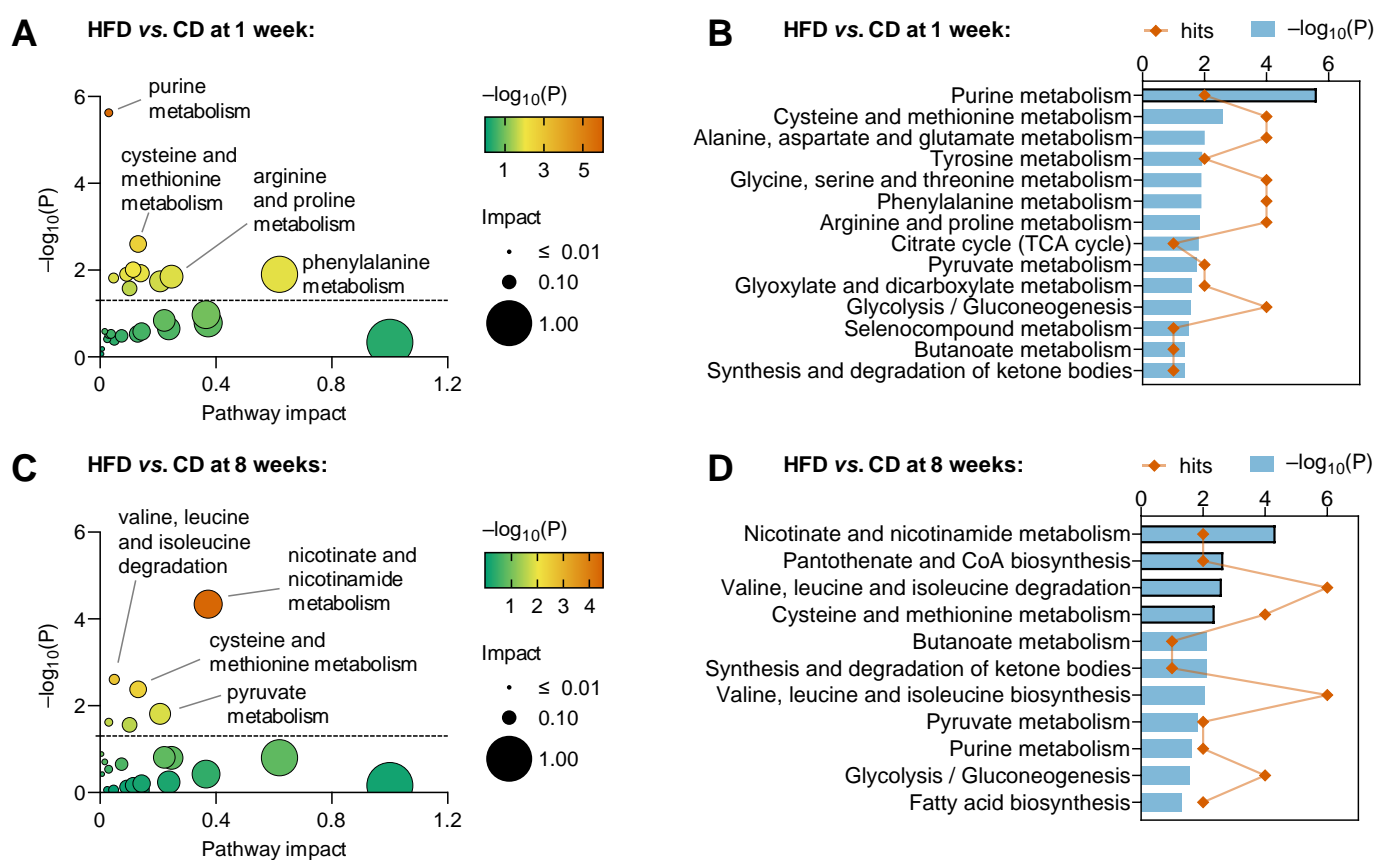 A
HFD vs. CD at 1 week:
6
4
2
0
–log10(P)
purine
metabolism
cysteine and
methionine
metabolism
arginine
and proline
metabolism
phenylalanine
metabolism
0
0.4
0.8
1.2
Pathway impact
–log10(P)
1
3
5
Impact
≤ 0.01
0.10
1.00
B
HFD vs. CD at 1 week:
hits
–log10(P)
0
2
4
6
Purine metabolism
Cysteine and methionine metabolism
Alanine, aspartate and glutamate metabolism
Tyrosine metabolism
Glycine, serine and threonine metabolism
Phenylalanine metabolism
Arginine and proline metabolism
Citrate cycle (TCA cycle)
Pyruvate metabolism
Glyoxylate and dicarboxylate metabolism
Glycolysis / Gluconeogenesis
Selenocompound metabolism
Butanoate metabolism
Synthesis and degradation of ketone bodies
C
HFD vs. CD at 8 weeks:
6
4
2
0
–log10(P)
valine, leucine
and isoleucine
degradation
nicotinate and
nicotinamide
metabolism
cysteine and
methionine metabolism
pyruvate
metabolism
0
0.4
0.8
1.2
Pathway impact
–log10(P)
1
2
3
4
Impact
≤ 0.01
0.10
1.00
D
HFD vs. CD at 8 weeks:
hits
–log10(P)
0
2
4
6
Nicotinate and nicotinamide metabolism
Pantothenate and CoA biosynthesis
Valine, leucine and isoleucine degradation
Cysteine and methionine metabolism
Butanoate metabolism
Synthesis and degradation of ketone bodies
Valine, leucine and isoleucine biosynthesis
Pyruvate metabolism
Purine metabolism
Glycolysis / Gluconeogenesis
Fatty acid biosynthesis